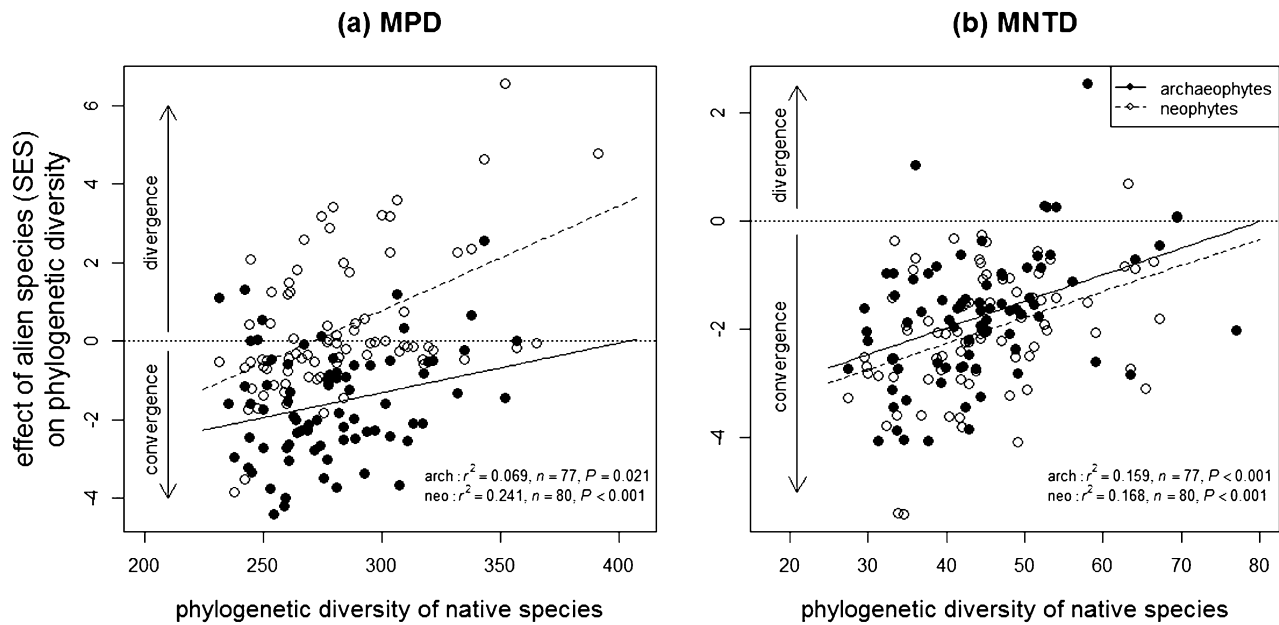 (a) MPD
effect of alien species (SES)
on phylogenetic diversity
6
4
2
0
-2
-4
divergence
convergence
arch : r² = 0.069, n = 77, P = 0.021
neo : r² = 0.241, n = 80, P < 0.001
200 250 300 350 400
phylogenetic diversity of native species
(b) MNTD
2
0
-2
-4
divergence
convergence
archaeophytes
neophytes
arch : r² = 0.159, n = 77, P < 0.001
neo : r² = 0.168, n = 80, P < 0.001
20 30 40 50 60 70 80
phylogenetic diversity of native species